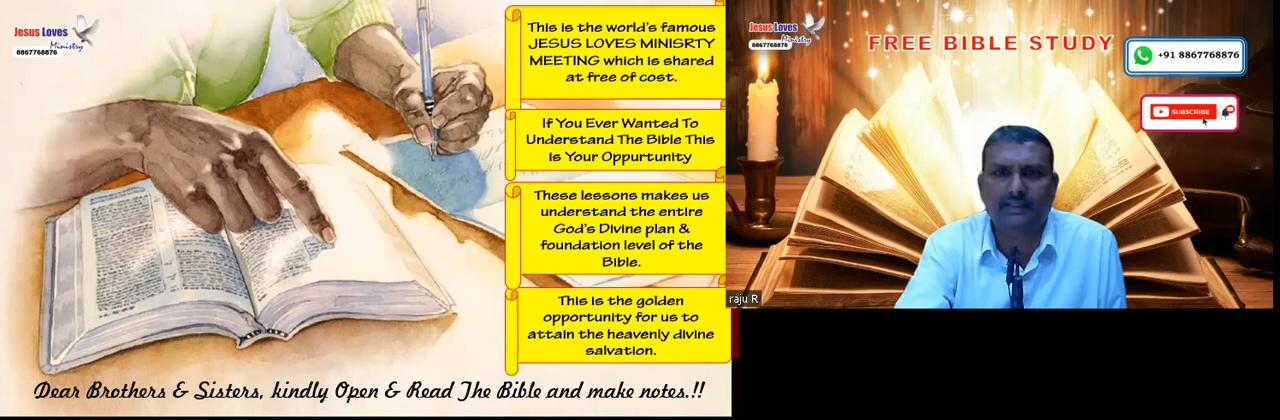 Jesus Loves
Ministry
8867768876
This is the world's famous
JESUS LOVES MINISRTY
MEETING which is shared
at free of cost.
If You Ever Wanted To
Understand The Bible This
is Your Oppurtunity
These lessons makes us
understand the entire
God's Divine plan &
foundation level of the
Bible.
This is the golden
opportunity for us to
attain the heavenly divine
salvation.
Dear Brothers & Sisters, kindly Open & Read The Bible and make notes.!!
Jesus Loves
Ministry
8867768876
FREE BIBLE STUDY
+91 8867768876
SUBSCRIBE
raju R